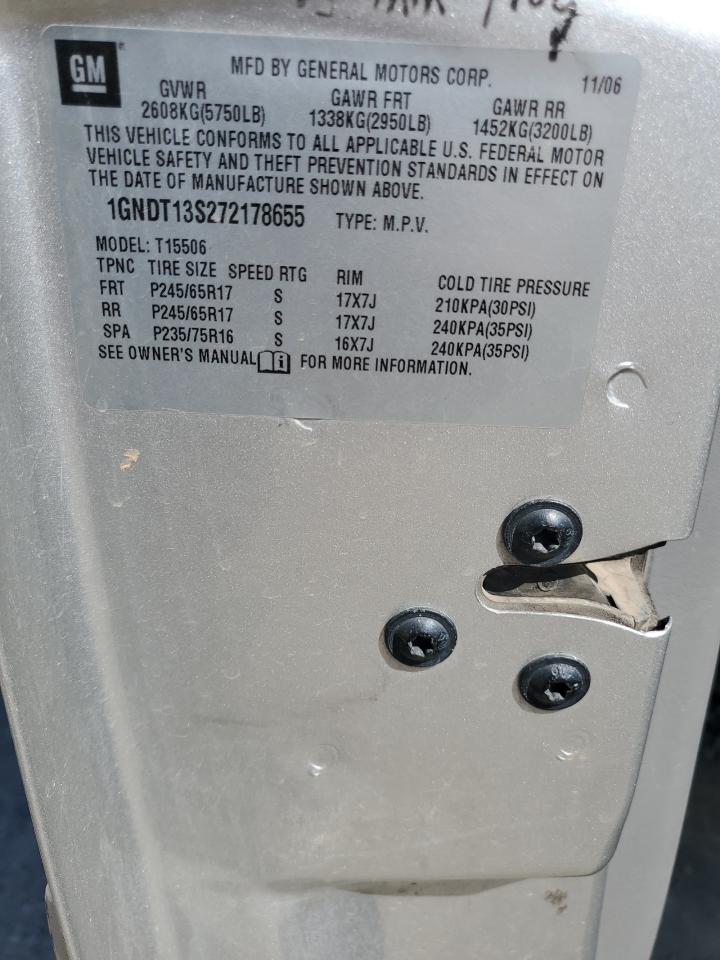 GM
MFD BY GENERAL MOTORS CORP. 11/06
GVWR GAWR FRT GAWR RR
2608KG(5750LB) 1338KG(2950LB) 1452KG(3200LB)
THIS VEHICLE CONFORMS TO ALL APPLICABLE U.S. FEDERAL MOTOR
VEHICLE SAFETY AND THEFT PREVENTION STANDARDS IN EFFECT ON
THE DATE OF MANUFACTURE SHOWN ABOVE.
1GNDT13S272178655 TYPE: M.P.V.
MODEL: T15506
TPNC TIRE SIZE SPEED RTG RIM COLD TIRE PRESSURE
FRT P245/65R17 S 17X7J 210KPA(30PSI)
RR P245/65R17 S 17X7J 240KPA(35PSI)
SPA P235/75R16 S 16X7J 240KPA(35PSI)
SEE OWNER'S MANUAL FOR MORE INFORMATION.